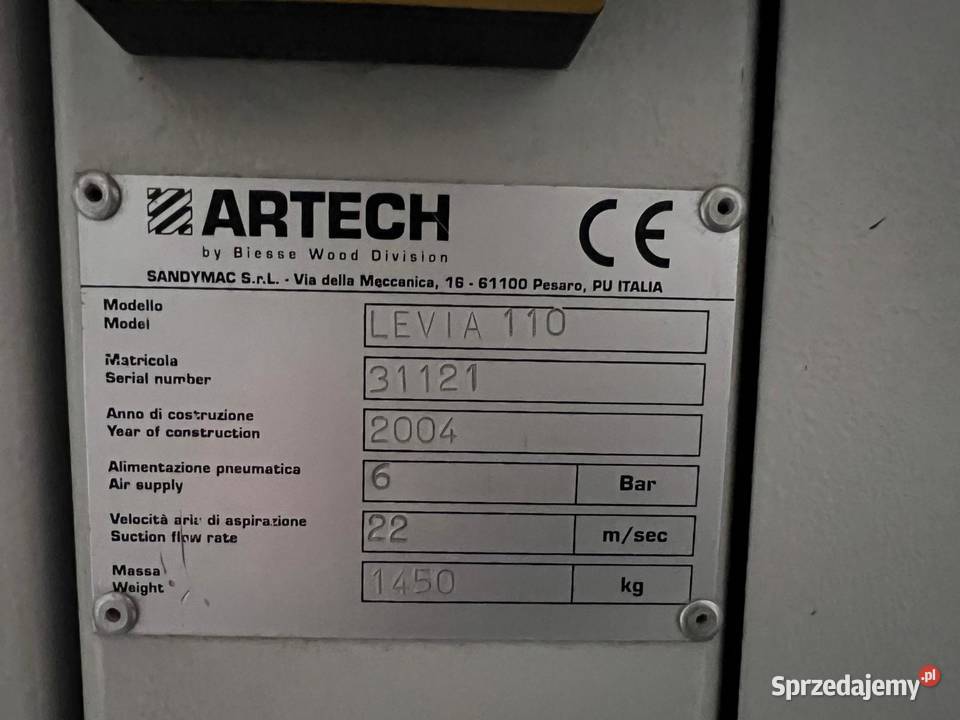 ARTECH
by Biesse Wood Division
CE
SANDYMAC S.r.L. - Via della Meccanica, 16 - 61100 Pesaro, PU ITALIA
Modello
Model
LEVIA 110
Matricola
Serial number
31121
Anno di costruzione
Year of construction
2004
Alimentazione pneumatica
Air supply
6 Bar
Velocità aria di aspirazione
Suction flow rate
22 m/sec
Massa
Weight
1450 kg
Sprzedajemy.pl